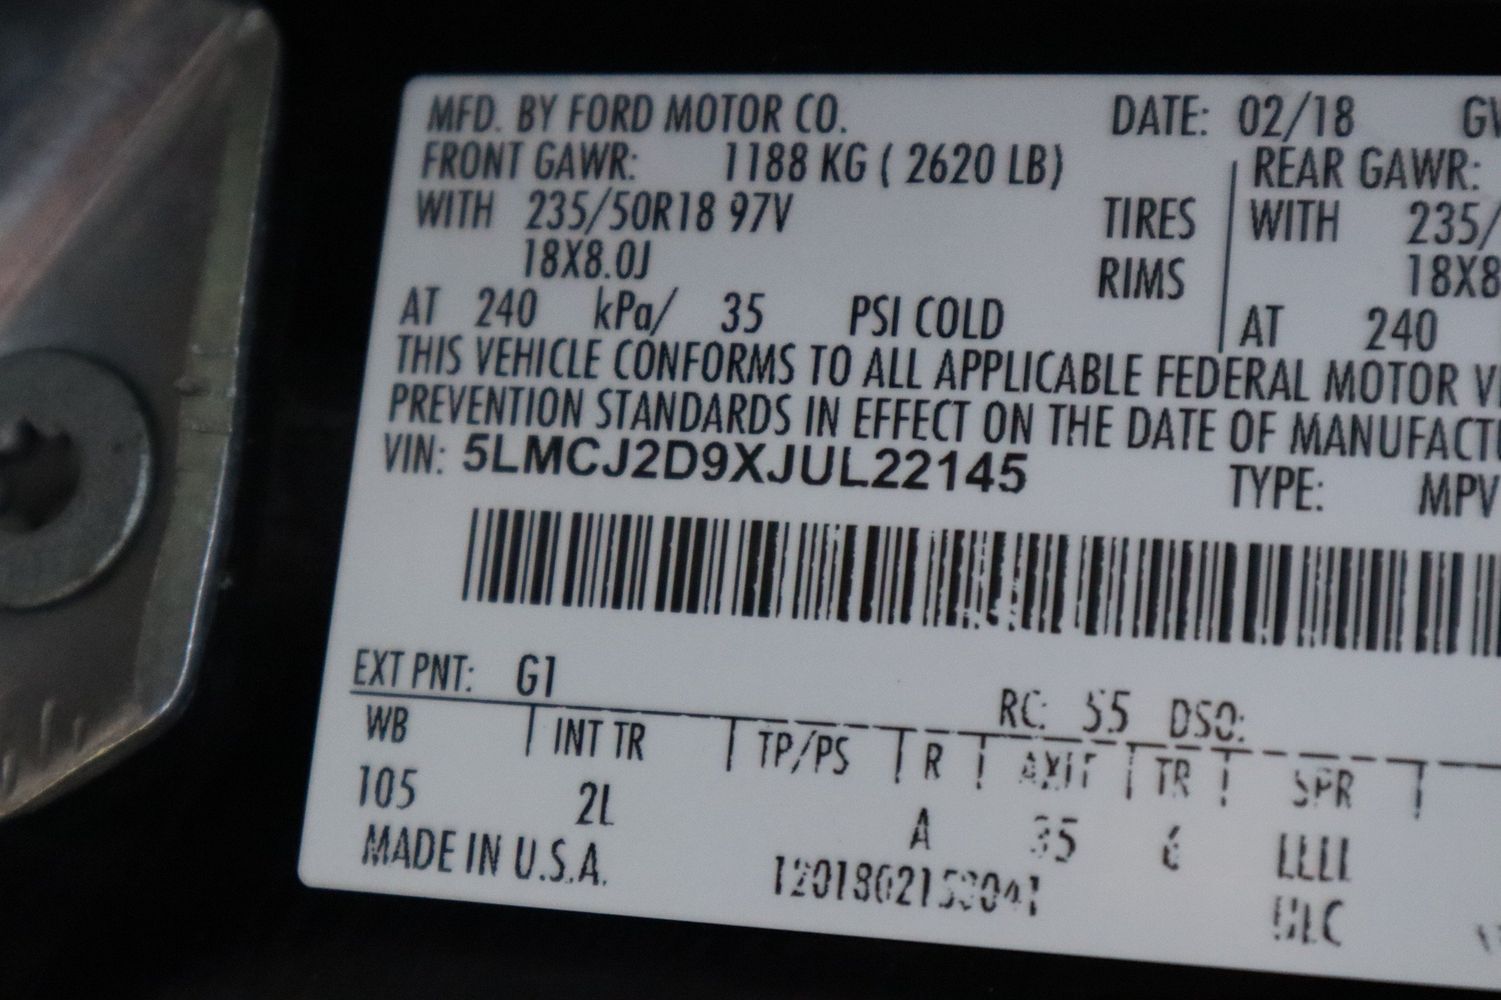 MFD. BY FORD MOTOR CO. DATE: 02/18
FRONT GAWR: 1188 KG ( 2620 LB) REAR GAWR:
WITH 235/50R18 97V TIRES WITH 235/
18X8.0J RIMS 18X8
AT 240 kPa/ 35 PSI COLD AT 240
THIS VEHICLE CONFORMS TO ALL APPLICABLE FEDERAL MOTOR
PREVENTION STANDARDS IN EFFECT ON THE DATE OF MANUFACT
VIN: 5LMCJ2D9XJUL22145 TYPE: MPV
EXT PNT: G1 RC: 55 DSO:
WB INT TR TP/PS R AXLE TR SPR
105 2L A 35 6 LLLL
MADE IN U.S.A.